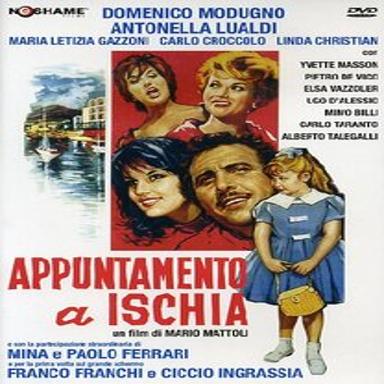 NOSHAME
FILMS
DVD
DOMENICO MODUGNO
ANTONELLA LUALDI
MARIA LETIZIA GAZZONI CARLO CROCCOLO LINDA CHRISTIAN
con
YVETTE MASSON
PIETRO DE VICO
ELSA VAZZOLER
UGO D'ALESSIO
MIMO BILLI
CARLO TARANTO
ALBERTO TALEGALLI
APPUNTAMENTO
a ISCHIA
un film di MARIO MATTOLI
e con la partecipazione straordinaria di
MINA e PAOLO FERRARI
e per la prima volta sul grande schermo
FRANCO FRANCHI e CICCIO INGRASSIA